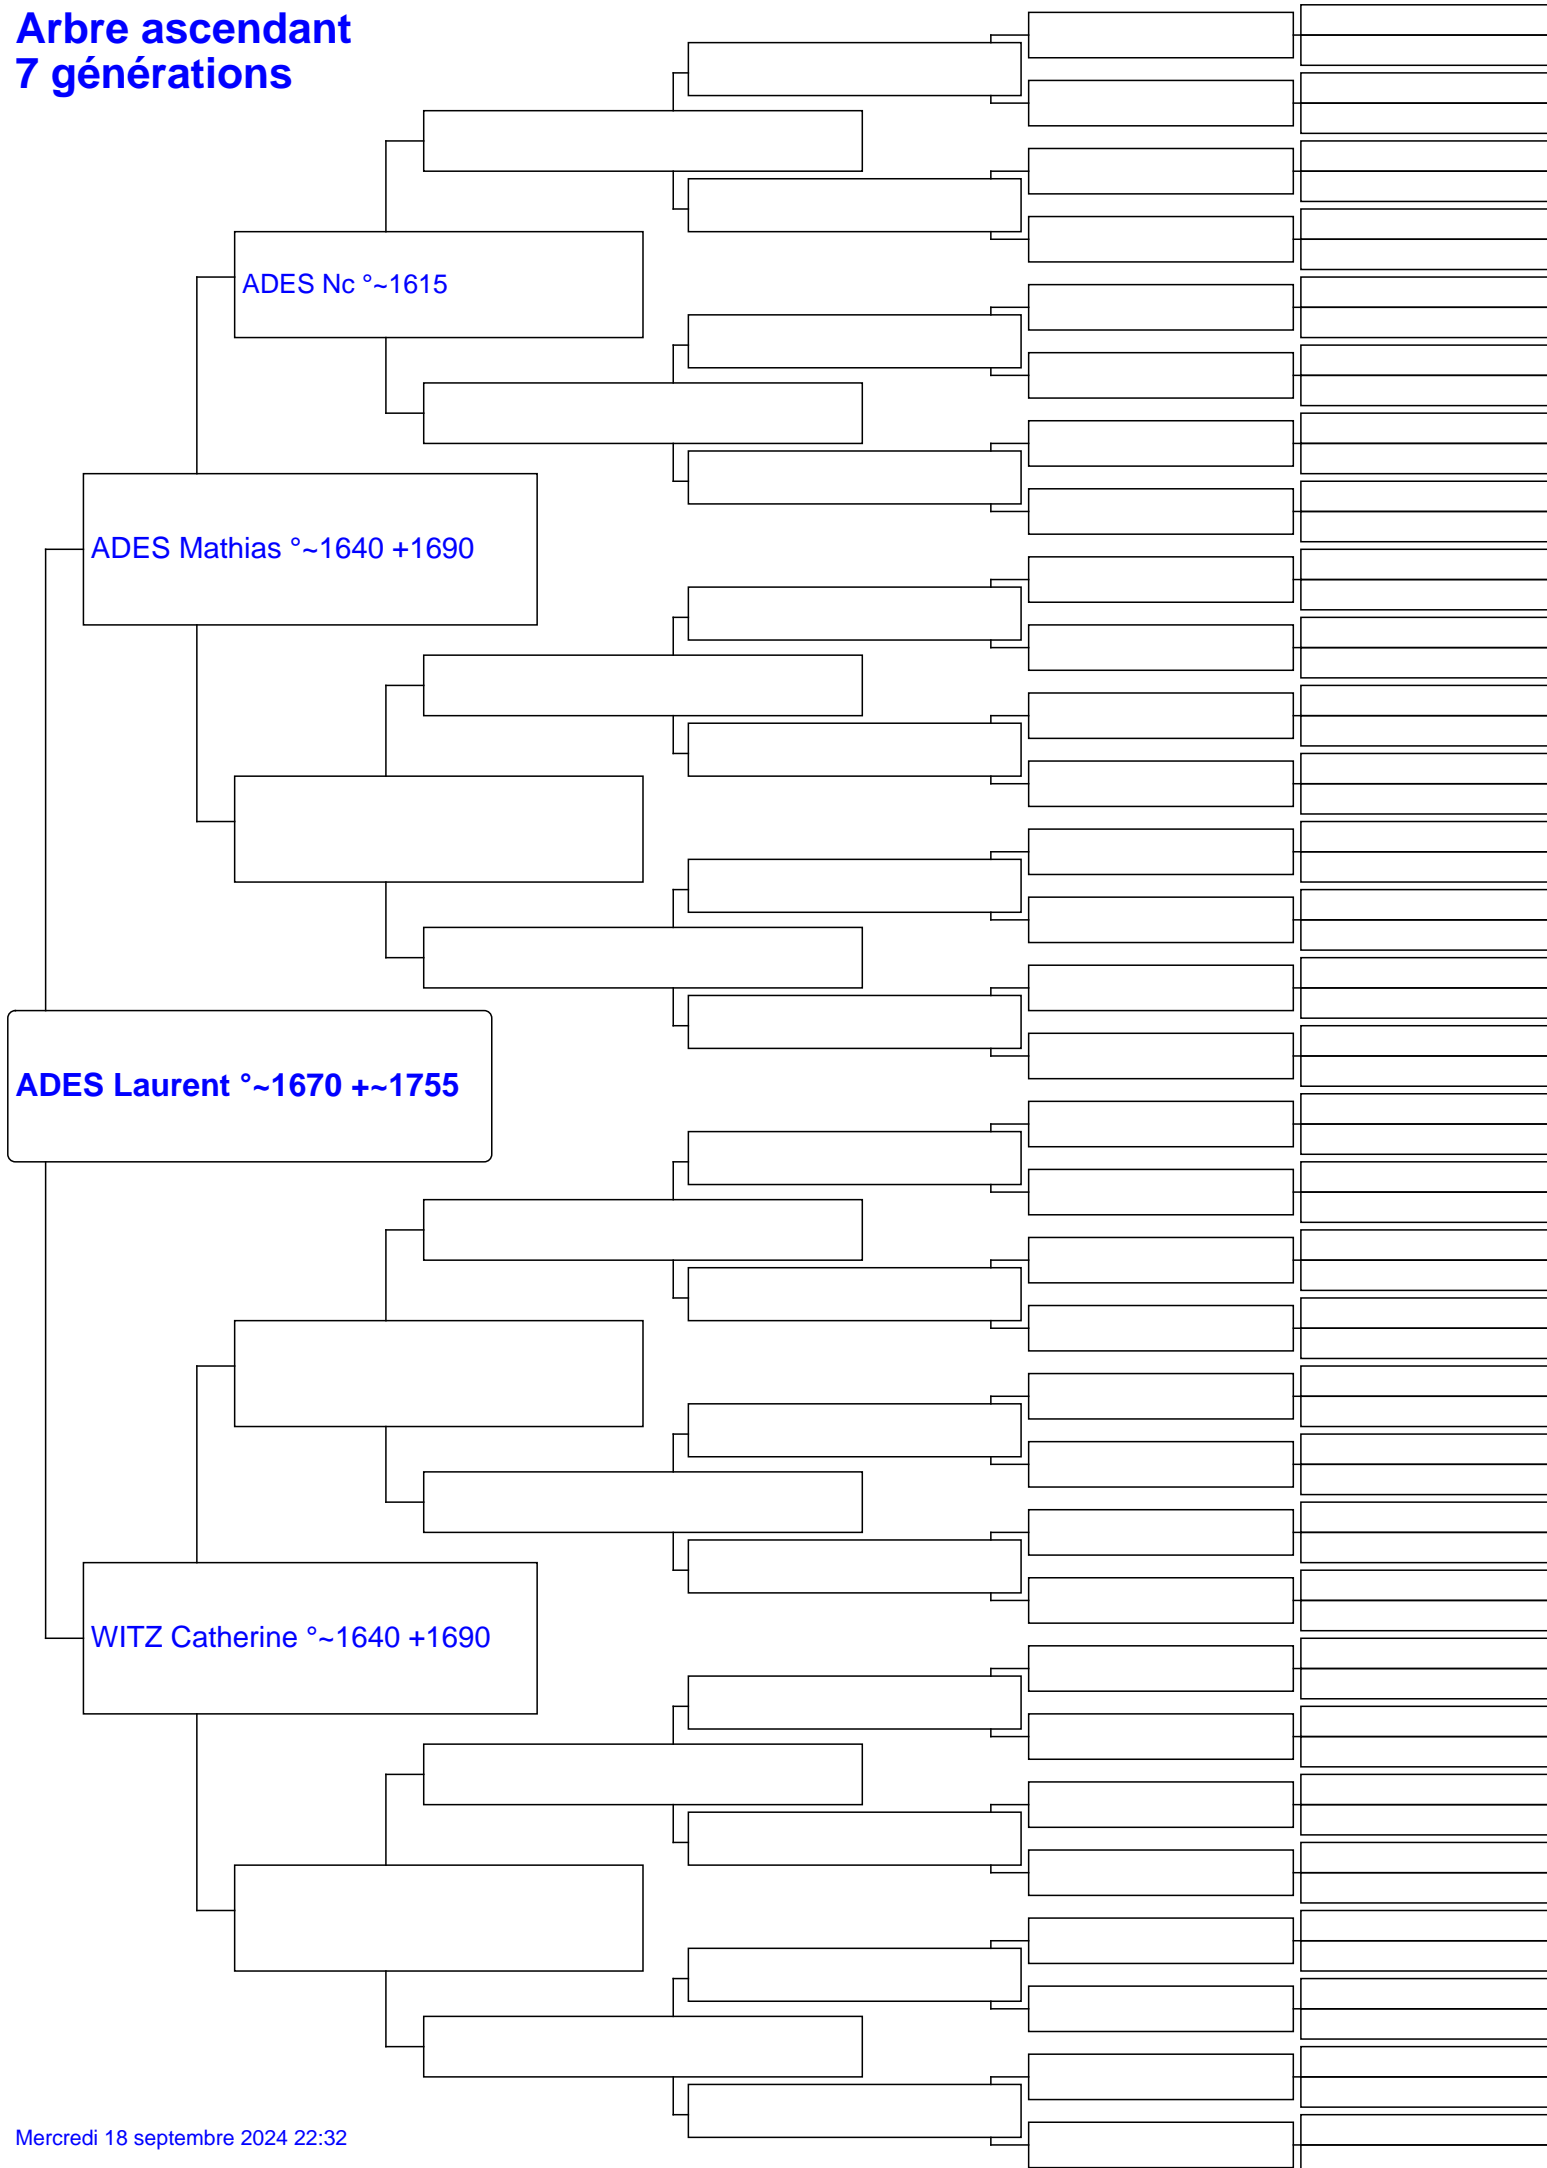 Arbre ascendant
7 générations
ADES Nc °~1615
ADES Mathias °~1640 +1690
ADES Laurent °~1670 +~1755
WITZ Catherine °~1640 +1690
Mercredi 18 septembre 2024 22:32